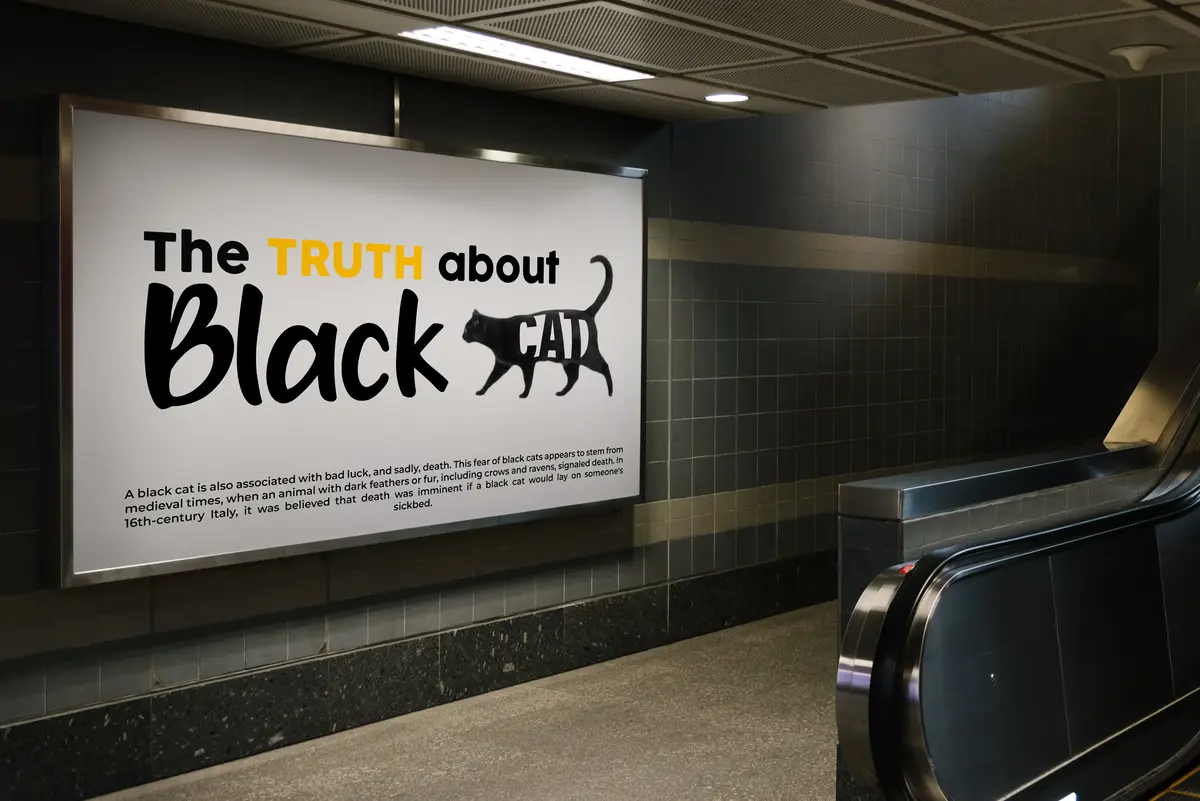 The TRUTH about
Black CAT
A black cat is also associated with bad luck, and sadly, death. This fear of black cats appears to stem from
medieval times, when an animal with dark feathers or fur, including crows and ravens, signaled death. In
16th-century Italy, it was believed that death was imminent if a black cat would lay on someone's
sickbed.